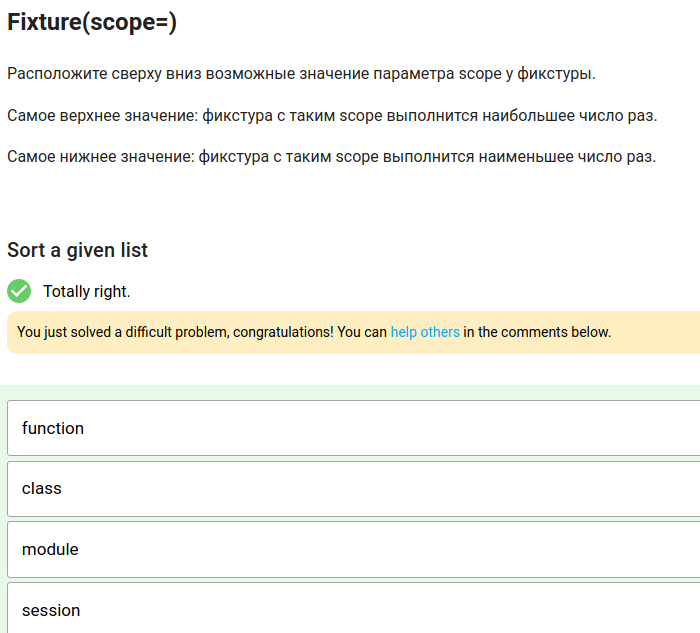 Fixture(scope=)
Расположите сверху вниз возможные значение параметра scope у фикстуры.
Самое верхнее значение: фикстура с таким scope выполнится наибольшее число раз.
Самое нижнее значение: фикстура с таким scope выполнится наименьшее число раз.
Sort a given list
Totally right.
You just solved a difficult problem, congratulations! You can help others in the comments below.
function
class
module
session